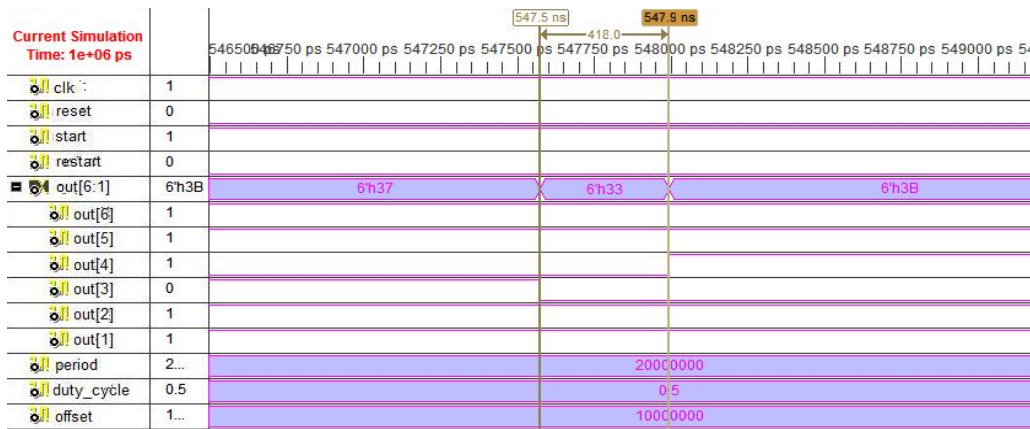 547.5 ns 547.9 ns
418.0
Current Simulation
Time: 1e+06 ps
546750 ps 547000 ps 547250 ps 547500 ps 547750 ps 548000 ps 548250 ps 548500 ps 548750 ps 549000 ps
clk 1
reset 0
start 1
restart 0
out[6:1] 6'h3B 6'h37 6'h33 6'h3B
out[6] 1
out[5] 1
out[4] 1
out[3] 0
out[2] 1
out[1] 1
period 2... 20000000
duty_cycle 0.5 0.5
offset 1... 10000000